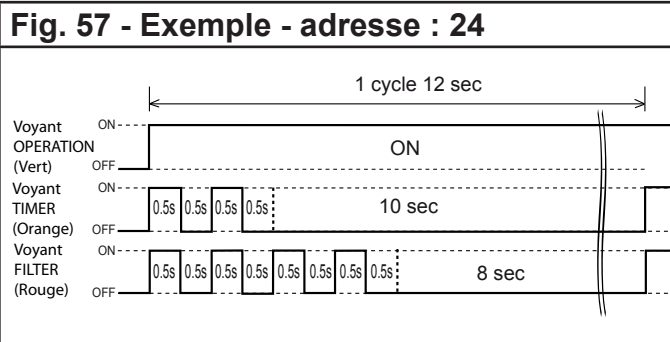 Fig. 57 - Exemple - adresse : 24
1 cycle 12 sec
Voyant
OPERATION
(Vert)
ON
OFF
ON
Voyant
TIMER
(Orange)
ON
OFF
0.5s 0.5s 0.5s 0.5s
10 sec
Voyant
FILTER
(Rouge)
ON
OFF
0.5s 0.5s 0.5s 0.5s 0.5s 0.5s 0.5s 0.5s
8 sec